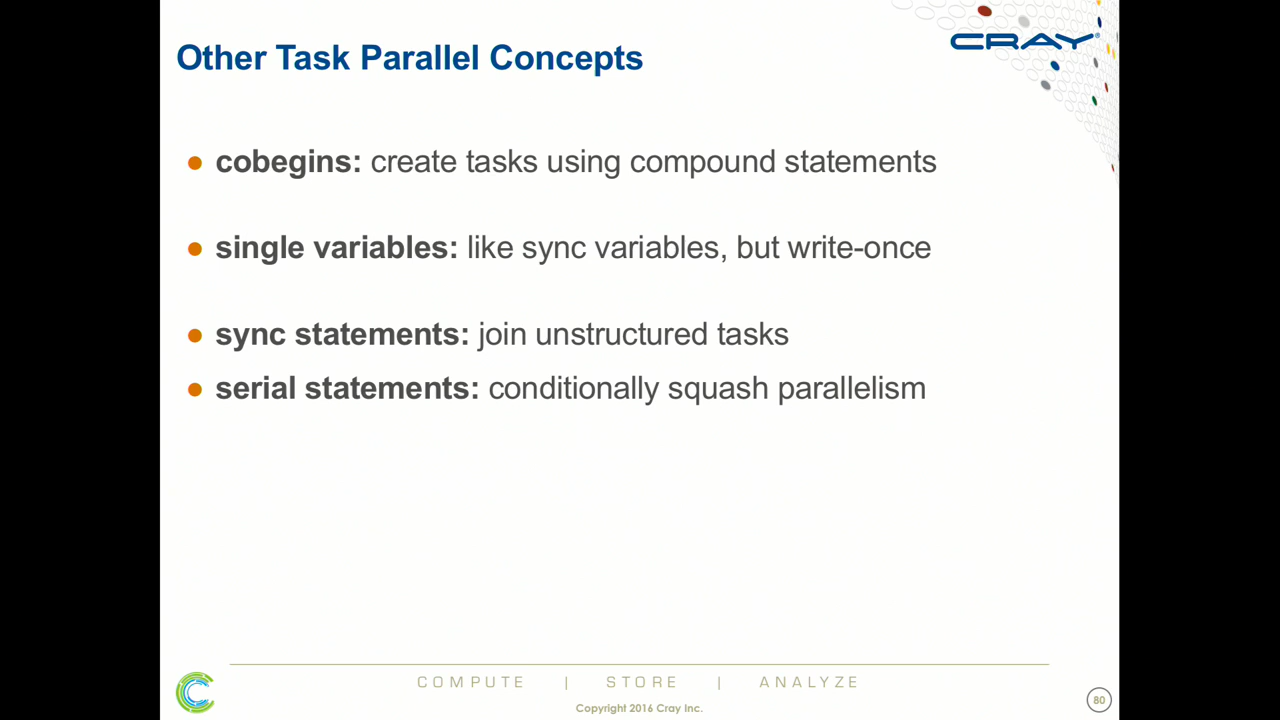 Other Task Parallel Concepts
CRAY®
● cobegins: create tasks using compound statements
● single variables: like sync variables, but write-once
● sync statements: join unstructured tasks
● serial statements: conditionally squash parallelism
COMPUTE | STORE | ANALYZE
Copyright 2016 Cray Inc.
80